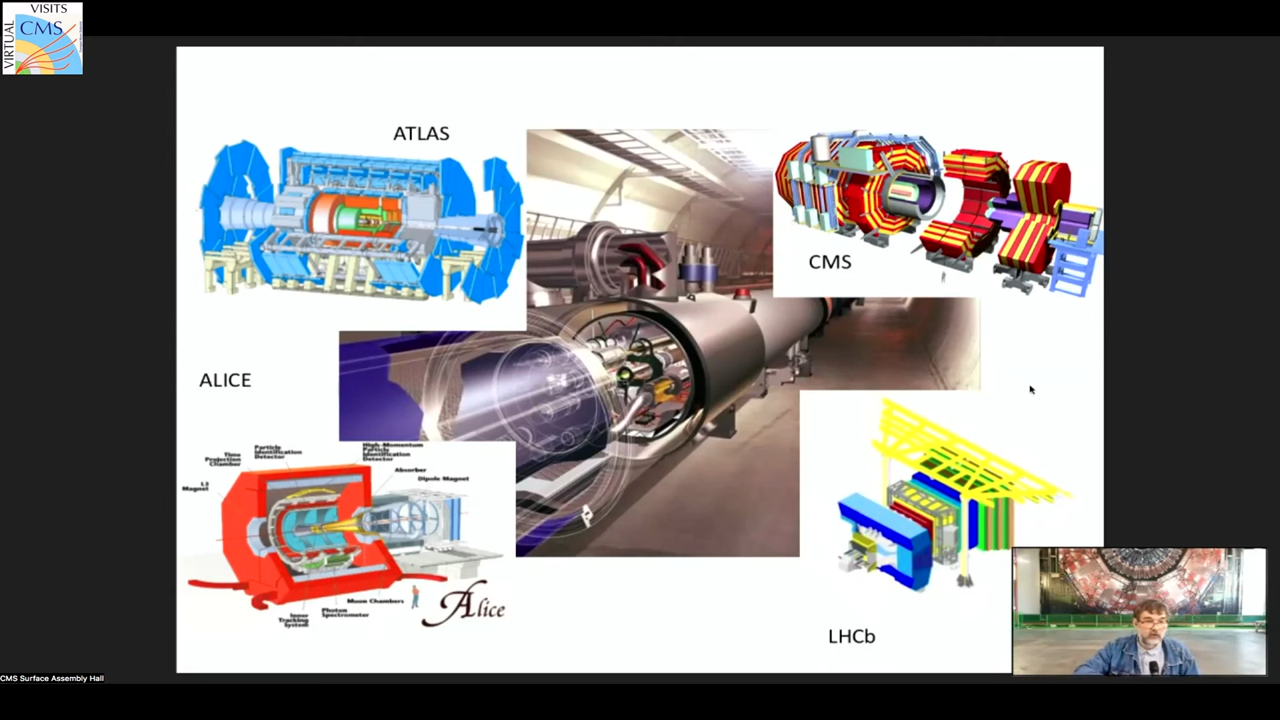 VISITS
VIRTUAL
CMS
ATLAS
CMS
ALICE
LHCb
Time
Projection
Chamber
Particle
Identification
Detector
High-Momentum
Particle
Identification
Detector
L3
Magnet
Absorber
Dipole Magnet
Inner
Tracking
System
Photon
Spectrometer
Muon Chambers
Alice
CMS Surface Assembly Hall